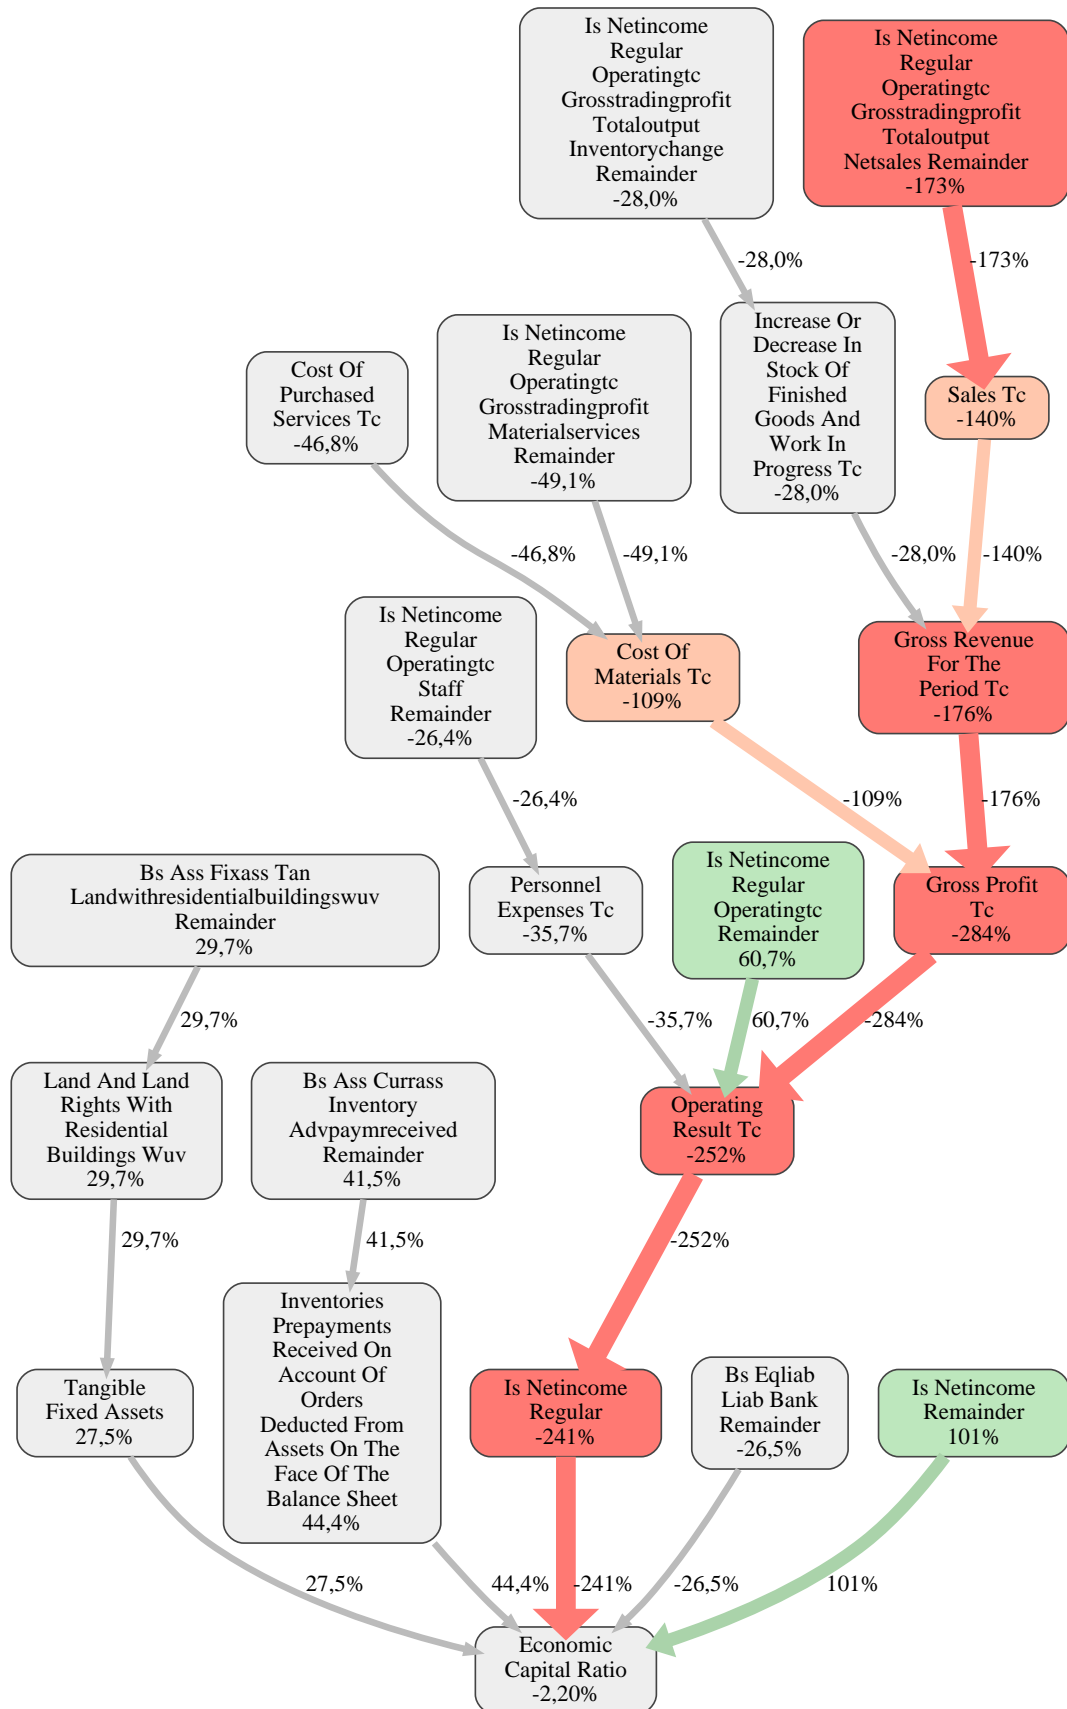 Is Netincome
Regular
Operatingtc
Grosstradingprofit
Totaloutput
Inventorychange
Remainder
-28,0%
Is Netincome
Regular
Operatingtc
Grosstradingprofit
Totaloutput
Netsales Remainder
-173%
-28,0%
-173%
Cost Of
Purchased
Services Tc
-46,8%
Is Netincome
Regular
Operatingtc
Grosstradingprofit
Materialservices
Remainder
-49,1%
Increase Or
Decrease In
Stock Of
Finished
Goods And
Work In
Progress Tc
-28,0%
Sales Tc
-140%
-46,8%
-49,1%
-28,0%
-140%
Is Netincome
Regular
Operatingtc
Staff
Remainder
-26,4%
Cost Of
Materials Tc
-109%
Gross Revenue
For The
Period Tc
-176%
-26,4%
-109%
-176%
Bs Ass Fixass Tan
Landwithresidentialbuildingswuv
Remainder
29,7%
Personnel
Expenses Tc
-35,7%
Is Netincome
Regular
Operatingtc
Remainder
60,7%
Gross Profit
Tc
-284%
29,7%
-35,7%
60,7%
-284%
Land And Land
Rights With
Residential
Buildings Wuv
29,7%
Bs Ass Currass
Inventory
Advpaymreceived
Remainder
41,5%
Operating
Result Tc
-252%
29,7%
41,5%
-252%
Tangible
Fixed Assets
27,5%
Inventories
Prepayments
Received On
Account Of
Orders
Deducted From
Assets On The
Face Of The
Balance Sheet
44,4%
Is Netincome
Regular
-241%
Bs Eqliab
Liab Bank
Remainder
-26,5%
Is Netincome
Remainder
101%
27,5%
44,4%
-241%
-26,5%
101%
Economic
Capital Ratio
-2,20%